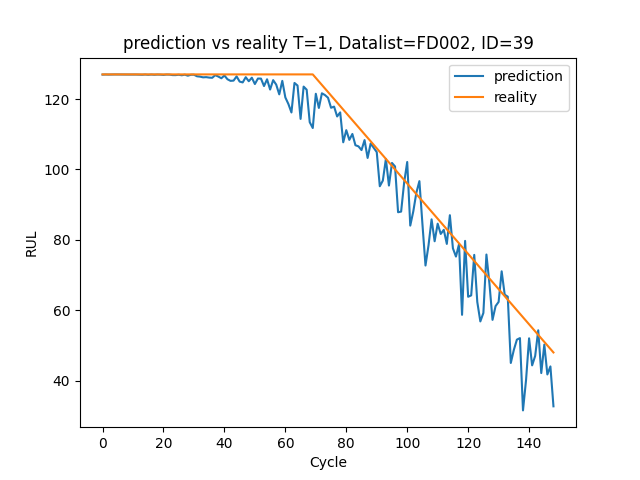 prediction vs reality T=1, Datalist=FD002, ID=39
prediction
reality
RUL
120
100
80
60
40
0 20 40 60 80 100 120 140
Cycle